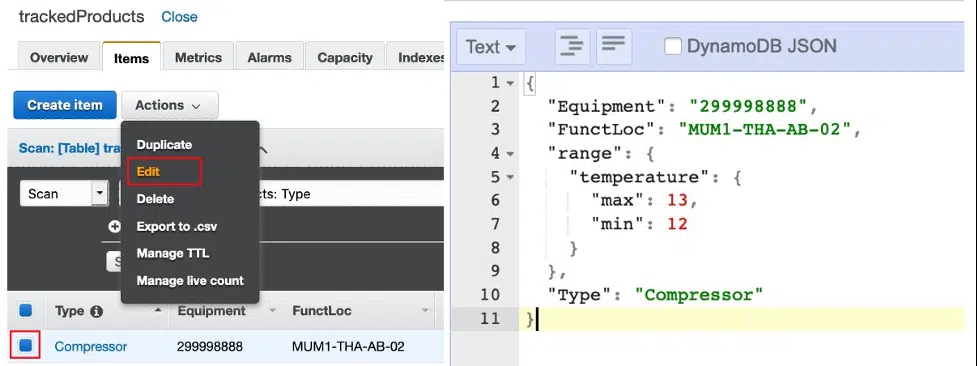 trackedProducts Close
Overview Items Metrics Alarms Capacity Indexes
Create item Actions
Duplicate
Scan: [Table] tra
Edit
Delete
Scan cts: Type
Export to .csv
Manage TTL
Manage live count
Type Equipment FunctLoc
Compressor 299998888 MUM1-THA-AB-02
Text DynamoDB JSON
1 {
2 "Equipment": "299998888",
3 "FunctLoc": "MUM1-THA-AB-02",
4 "range": {
5 "temperature": {
6 "max": 13,
7 "min": 12
8 }
9 },
10 "Type": "Compressor"
11 }